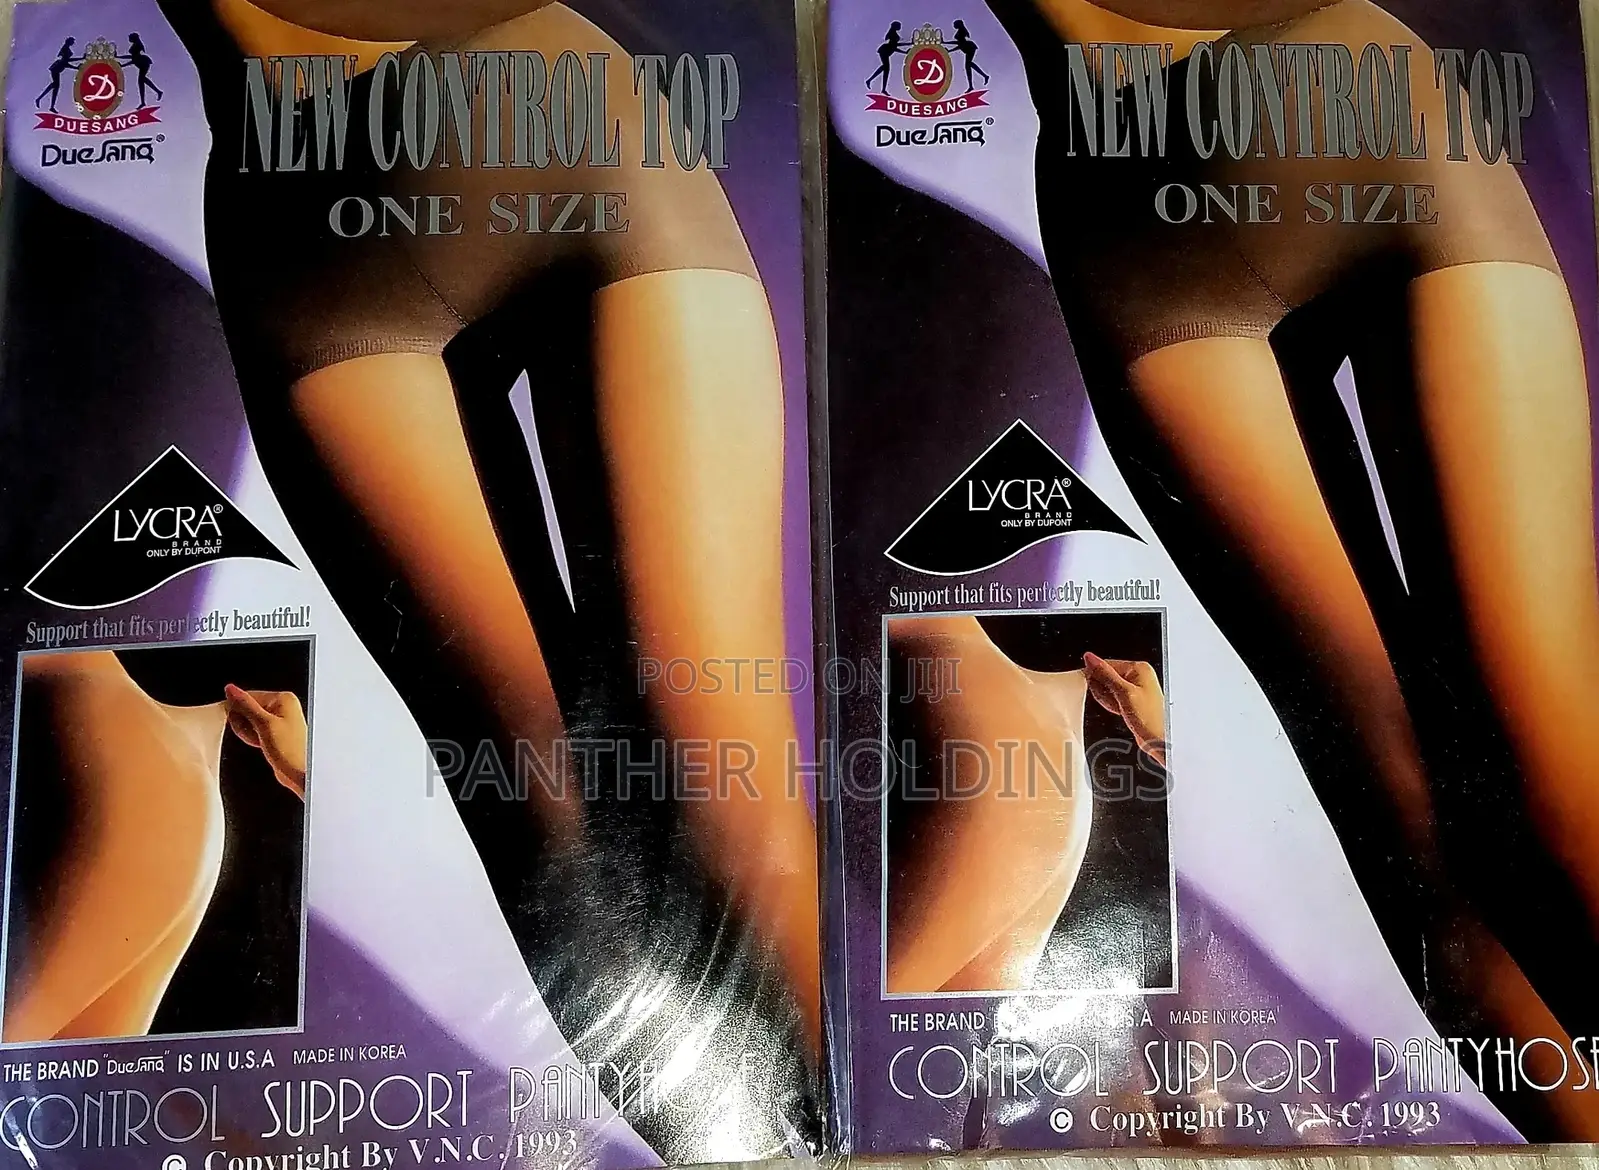 D
DUESANG
DueSang®
NEW CONTROL TOP
ONE SIZE
LYCRA®
BRAND
ONLY BY DUPONT
Support that fits perfectly beautiful!
THE BRAND "DueSang" IS IN U.S.A MADE IN KOREA
CONTROL SUPPORT
© Copyright By V.N.C. 1993
D
DUESANG
DueSang®
NEW CONTROL TOP
ONE SIZE
LYCRA®
BRAND
ONLY BY DUPONT
Support that fits perfectly beautiful!
THE BRAND S.A MADE IN KOREA
CONTROL SUPPORT PANTYHOSE
© Copyright By V.N.C. 1993
POSTED ON JIJI
PANTHER HOLDINGS